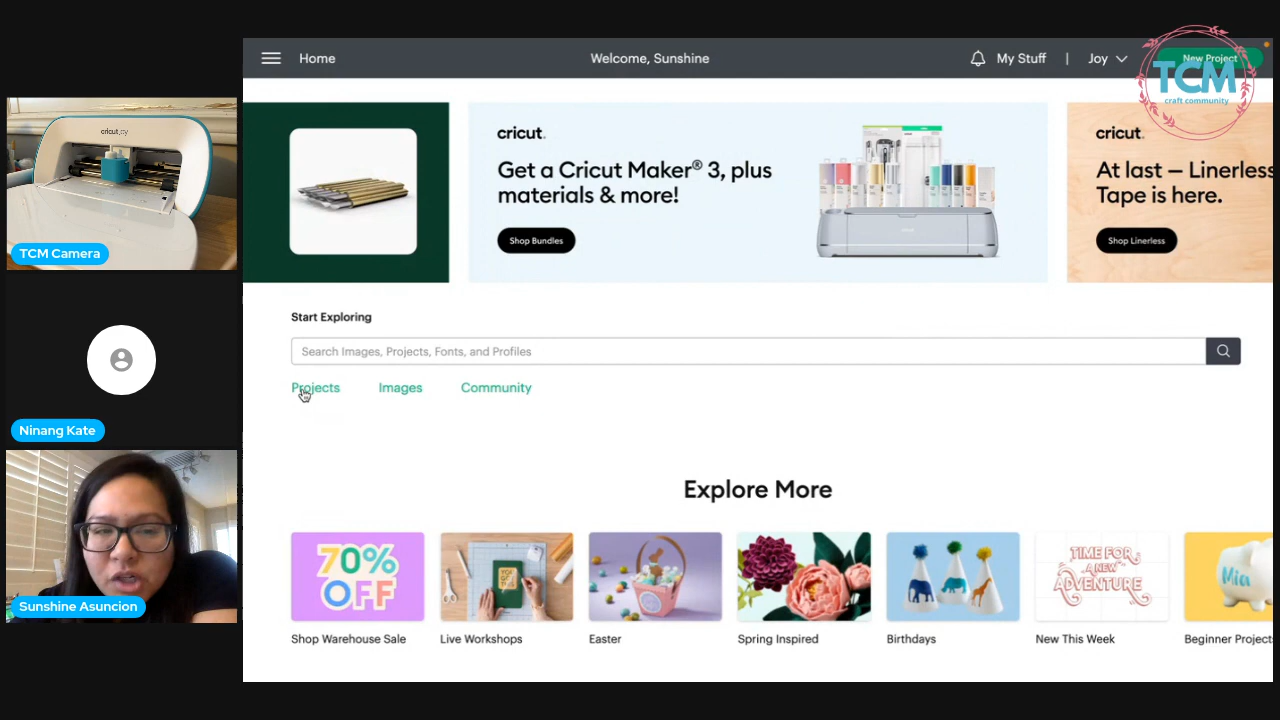 Home
Welcome, Sunshine
My Stuff
|
Joy
New Project
TCM
craft community
cricut.
Get a Cricut Maker® 3, plus
materials & more!
Shop Bundles
cricut.
At last — Linerless
Tape is here.
Shop Linerless
Start Exploring
Search Images, Projects, Fonts, and Profiles
Projects
Images
Community
Explore More
70%
OFF
TIME FOR
A NEW
ADVENTURE
Mia
Shop Warehouse Sale
Live Workshops
Easter
Spring Inspired
Birthdays
New This Week
Beginner Project
cricut joy
TCM Camera
Ninang Kate
Sunshine Asuncion